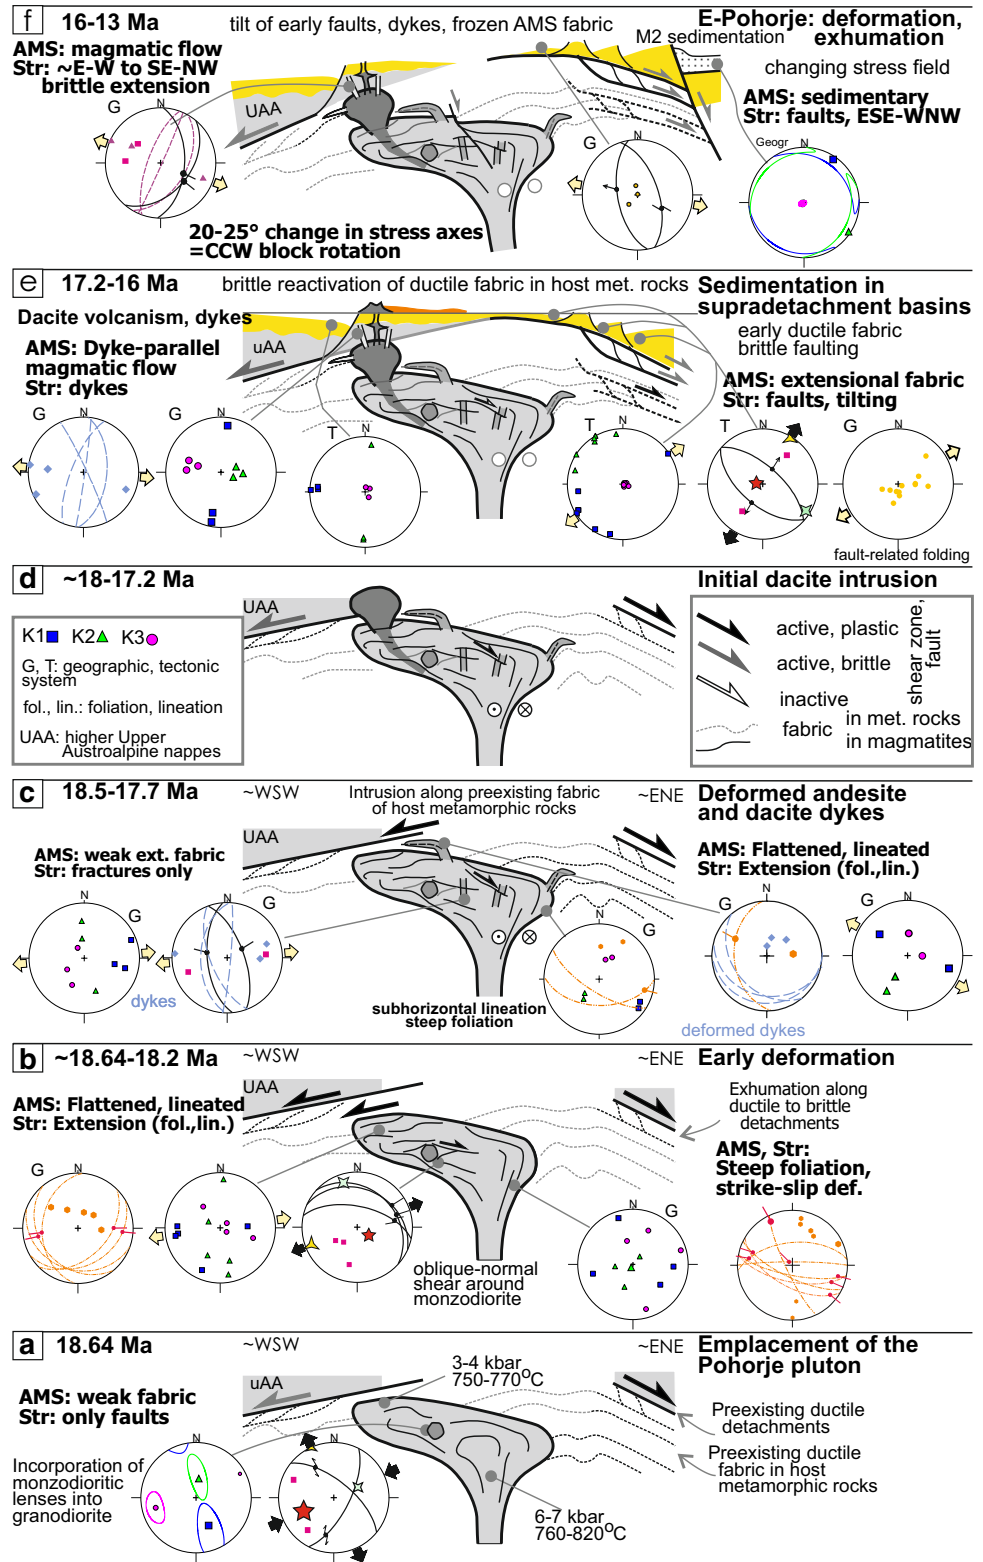 f
16-13 Ma
tilt of early faults, dykes, frozen AMS fabric
E-Pohorje: deformation,
exhumation
M2 sedimentation
AMS: magmatic flow
Str: ~E-W to SE-NW
brittle extension
changing stress field
AMS: sedimentary
Str: faults, ESE-WNW
UAA
G
N
G
N
Geogr
N
20-25° change in stress axes
=CCW block rotation
e
17.2-16 Ma
brittle reactivation of ductile fabric in host met. rocks
Sedimentation in
supradetachment basins
Dacite volcanism, dykes
early ductile fabric
brittle faulting
AMS: Dyke-parallel
magmatic flow
Str: dykes
uAA
AMS: extensional fabric
Str: faults, tilting
G
N
G
N
T
N
T
N
T
N
G
N
fault-related folding
d
~18-17.2 Ma
Initial dacite intrusion
UAA
K1 K2 K3
G, T: geographic, tectonic
system
fol., lin.: foliation, lineation
UAA: higher Upper
Austroalpine nappes
active, plastic
active, brittle
inactive
shear zone,
fault
fabric
in met. rocks
in magmatites
c
18.5-17.7 Ma
~WSW
Intrusion along preexisting fabric
of host metamorphic rocks
~ENE
Deformed andesite
and dacite dykes
UAA
AMS: weak ext. fabric
Str: fractures only
AMS: Flattened, lineated
Str: Extension (fol.,lin.)
N
G
N
G
N
G
G
N
N
G
dykes
subhorizontal lineation
steep foliation
deformed dykes
b
~18.64-18.2 Ma
~WSW
~ENE
Early deformation
UAA
AMS: Flattened, lineated
Str: Extension (fol.,lin.)
Exhumation along
ductile to brittle
detachments
AMS, Str:
Steep foliation,
strike-slip def.
G
N
N
N
N
G
N
oblique-normal
shear around
monzodiorite
a
18.64 Ma
~WSW
~ENE
Emplacement of the
Pohorje pluton
uAA
3-4 kbar
750-770°C
AMS: weak fabric
Str: only faults
Preexisting ductile
detachments
Preexisting ductile
fabric in host
metamorphic rocks
N
N
Incorporation of
monzodioritic
lenses into
granodiorite
6-7 kbar
760-820°C